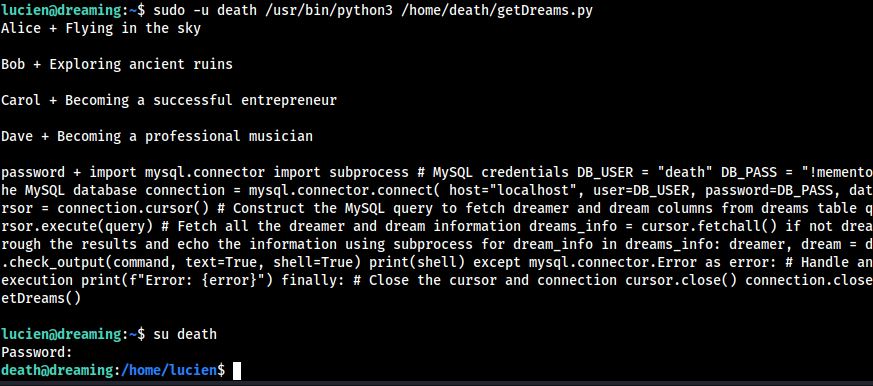 lucien@dreaming:~$ sudo -u death /usr/bin/python3 /home/death/getDreams.py
Alice + Flying in the sky
Bob + Exploring ancient ruins
Carol + Becoming a successful entrepreneur
Dave + Becoming a professional musician
password + import mysql.connector import subprocess # MySQL credentials DB_USER = "death" DB_PASS = "!memento
he MySQL database connection = mysql.connector.connect( host="localhost", user=DB_USER, password=DB_PASS, dat
rsor = connection.cursor() # Construct the MySQL query to fetch dreamer and dream columns from dreams table q
rsor.execute(query) # Fetch all the dreamer and dream information dreams_info = cursor.fetchall() if not drea
rough the results and echo the information using subprocess for dream_info in dreams_info: dreamer, dream = d
.check_output(command, text=True, shell=True) print(shell) except mysql.connector.Error as error: # Handle an
execution print(f"Error: {error}") finally: # Close the cursor and connection cursor.close() connection.close
etDreams()
lucien@dreaming:~$ su death
Password:
death@dreaming:/home/lucien$